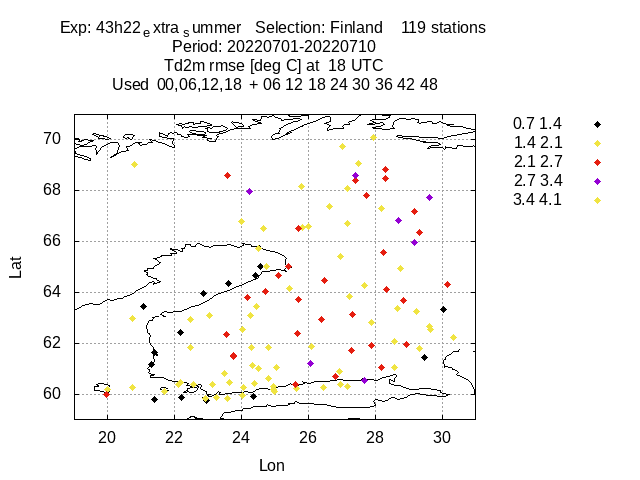 Exp: 43h22extrasummer   Selection: Finland    119 stations
Period: 20220701-20220710
Td2m rmse [deg C] at  18 UTC
Used  00,06,12,18  + 06 12 18 24 30 36 42 48
0.7 1.4
1.4 2.1
2.1 2.7
2.7 3.4
3.4 4.1
70
68
66
64
62
60
Lat
20 22 24 26 28 30
Lon